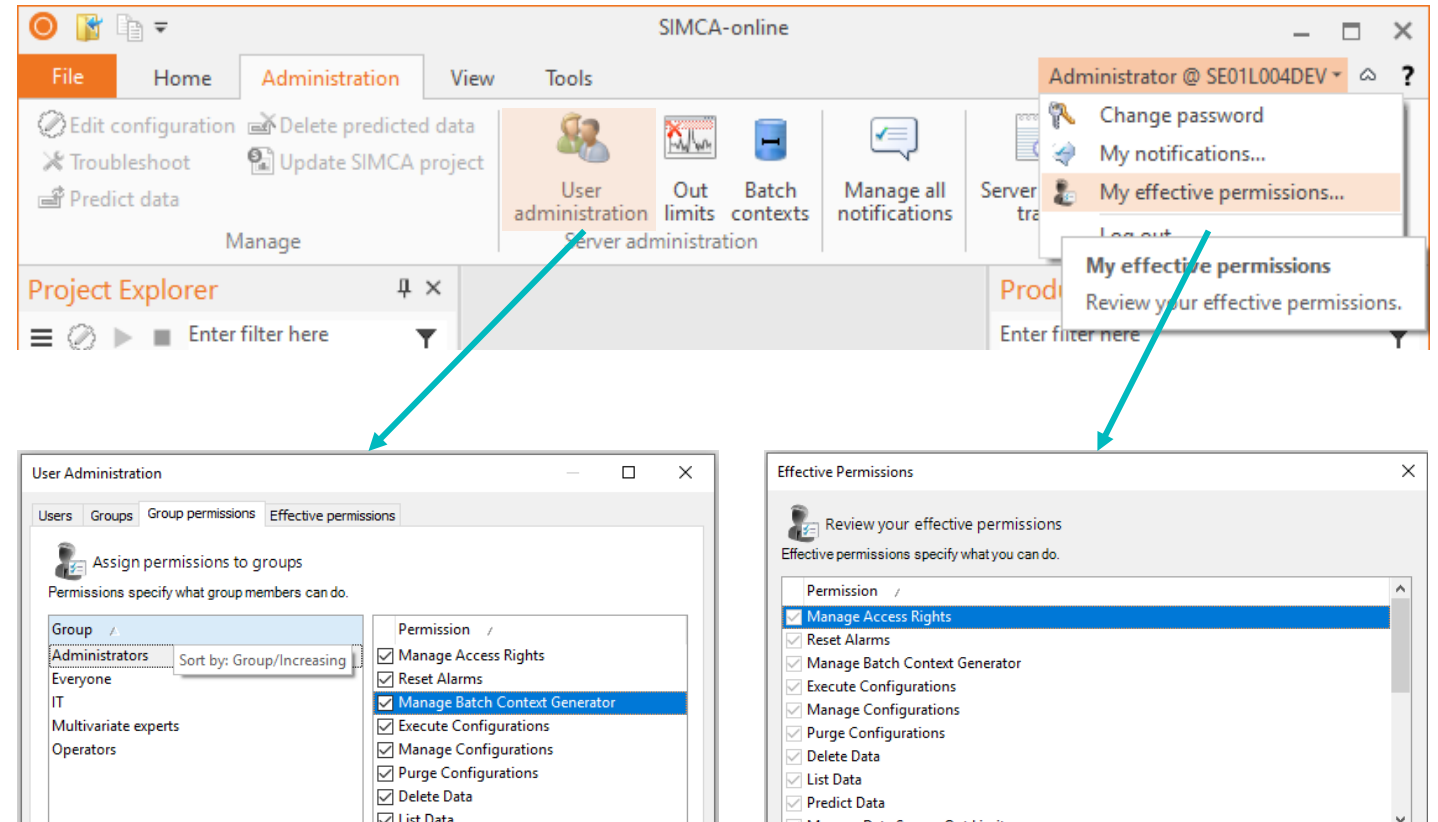 SIMCA-online
File Home Administration View Tools Administrator @ SE01L004DEV ?
Edit configuration Delete predicted data
Troubleshoot Update SIMCA project
Predict data
Manage
User
administration
Out
limits
Batch
contexts
Server administration
Manage all
notifications
Server
tra
Change password
My notifications...
My effective permissions...
Log out
My effective permissions
Review your effective permissions.
Project Explorer
Enter filter here
Prod
Enter filter here
User Administration
Users Groups Group permissions Effective permissions
Assign permissions to groups
Permissions specify what group members can do.
Group
Administrators
Sort by: Group/Increasing
Everyone
IT
Multivariate experts
Operators
Permission
Manage Access Rights
Reset Alarms
Manage Batch Context Generator
Execute Configurations
Manage Configurations
Purge Configurations
Delete Data
List Data
Effective Permissions
Review your effective permissions
Effective permissions specify what you can do.
Permission
Manage Access Rights
Reset Alarms
Manage Batch Context Generator
Execute Configurations
Manage Configurations
Purge Configurations
Delete Data
List Data
Predict Data